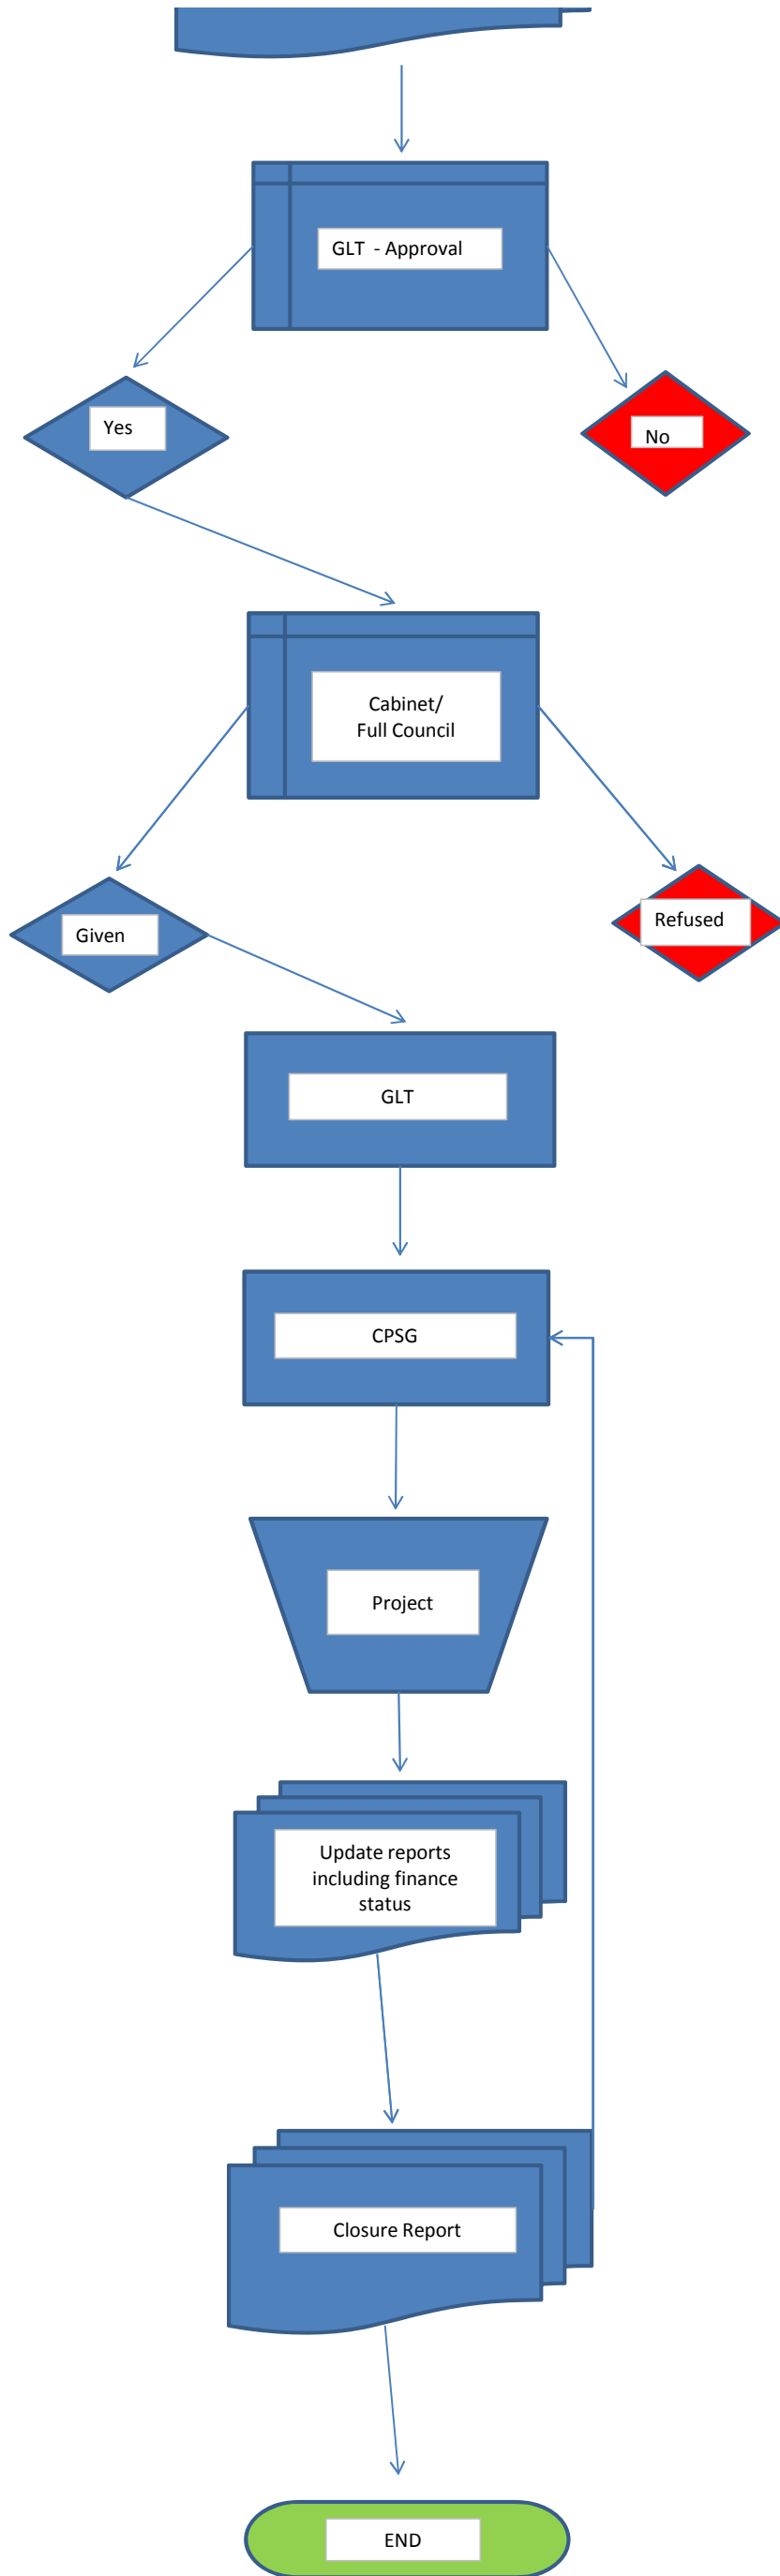 GLT - Approval
Yes
No
Cabinet/
Full Council
Given
Refused
GLT
CPSG
Project
Update reports
including finance
status
Closure Report
END